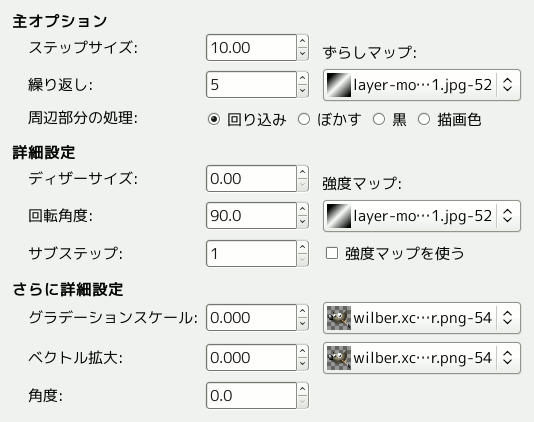 主オプション
ステップサイズ: 10.00 ずらしマップ:
繰り返し: 5 layer-mo···1.jpg-52
周辺部分の処理: 回り込み ぼかす 黒 描画色
詳細設定
ディザーサイズ: 0.00 強度マップ:
回転角度: 90.0 layer-mo···1.jpg-52
サブステップ: 1 強度マップを使う
さらに詳細設定
グラデーションスケール: 0.000 wilber.xc···r.png-54
ベクトル拡大: 0.000 wilber.xc···r.png-54
角度: 0.0